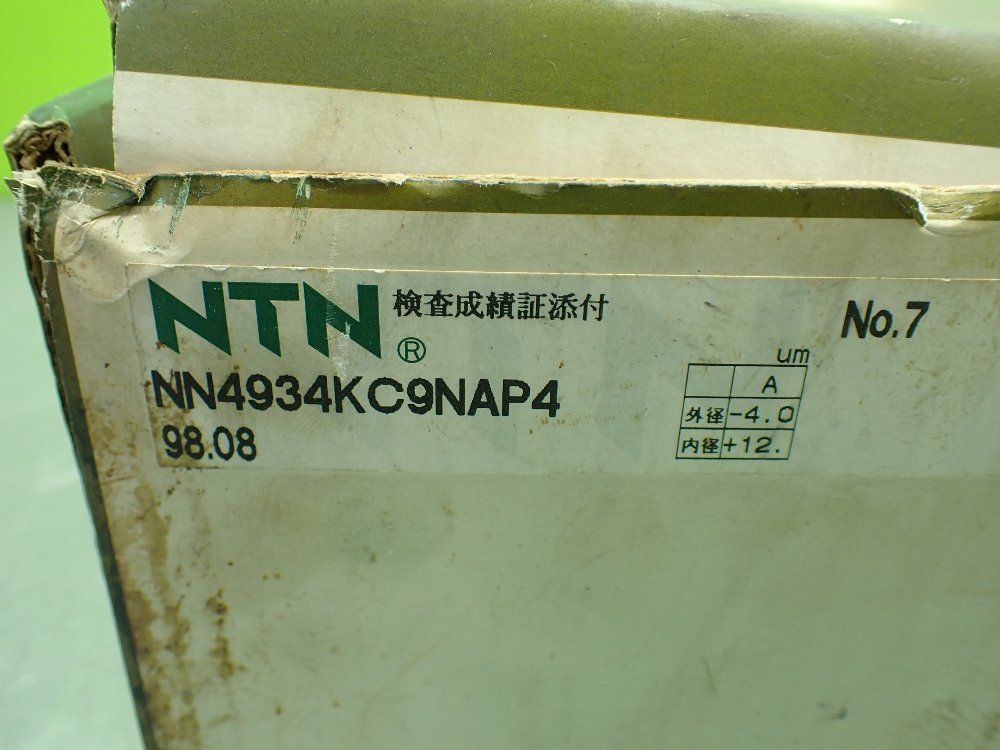 NTN® 検査成績証添付
No.7
NN4934KC9NAP4
98.08
um
A
外径 -4.0
内径 +12.